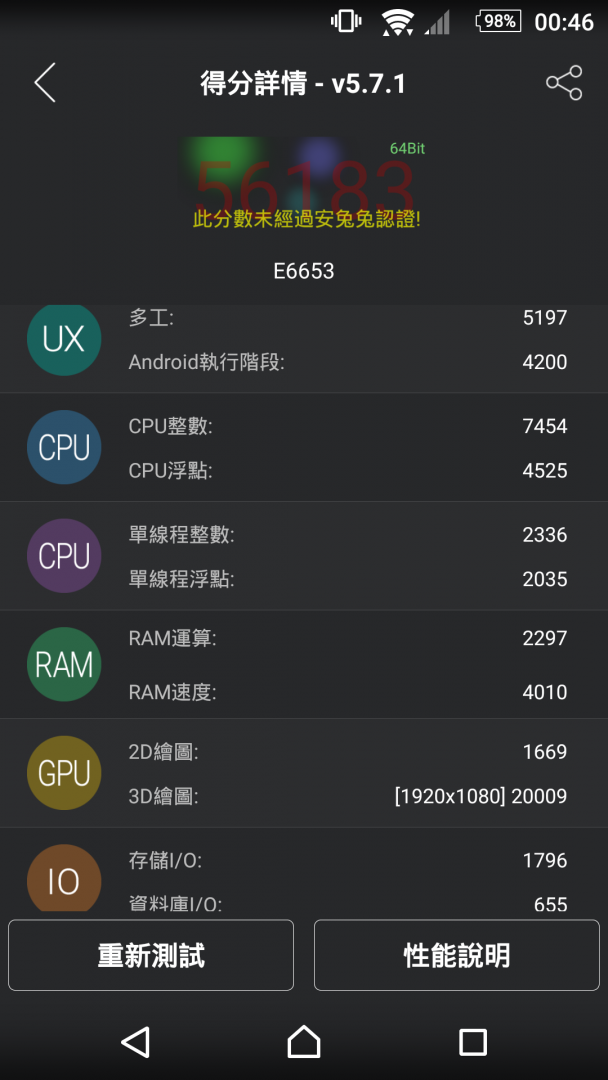 98% 00:46
得分詳情 - v5.7.1
64Bit
56183
此分數未經過安兔兔認證!
E6653
UX
多工: 5197
Android執行階段: 4200
CPU
CPU整數: 7454
CPU浮點: 4525
CPU
單線程整數: 2336
單線程浮點: 2035
RAM
RAM運算: 2297
RAM速度: 4010
GPU
2D繪圖: 1669
3D繪圖: [1920x1080] 20009
IO
存儲I/O: 1796
資料庫I/O: 655
重新測試 性能說明